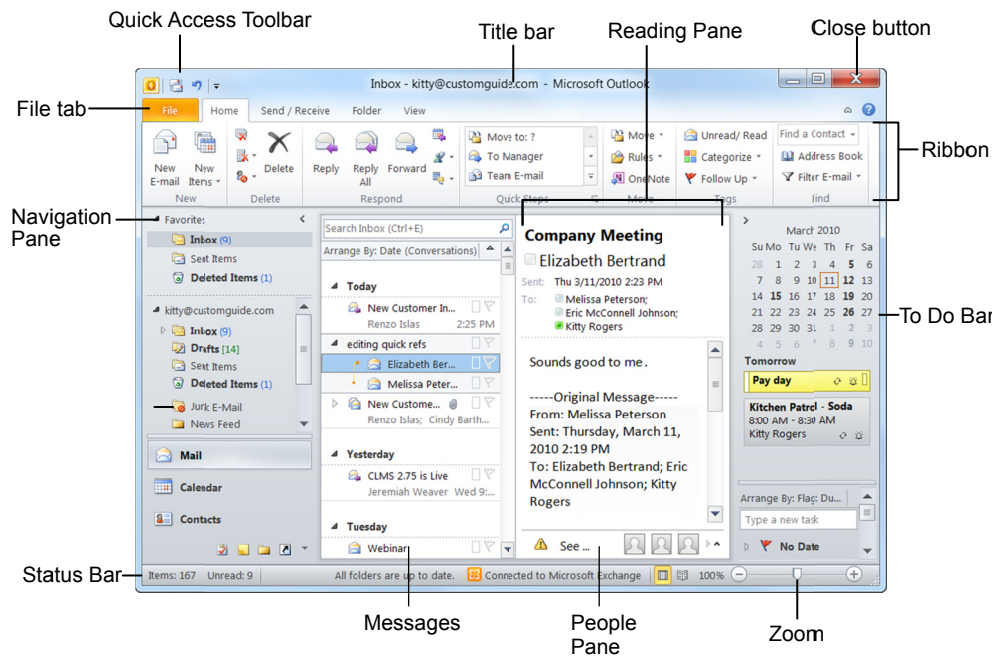 Quick Access Toolbar
Title bar
Reading Pane
Close button
Inbox - kitty@customguide.com - Microsoft Outlook
File tab
File Home Send / Receive Folder View
New E-mail
New Items
Delete
Reply
Reply All
Forward
Move to: ?
To Manager
Team E-mail
Move
Rules
OneNote
Unread/ Read
Categorize
Follow Up
Find a Contact
Address Book
Filter E-mail
New Delete Respond Quick Steps Move Tags Find
Ribbon
Navigation
Pane
Favorites
Inbox (9)
Sent Items
Deleted Items (1)
kitty@customguide.com
Inbox (9)
Drafts [14]
Sent Items
Deleted Items (1)
Junk E-Mail
News Feed
Mail
Calendar
Contacts
Search Inbox (Ctrl+E)
Arrange By: Date (Conversations)
Today
New Customer In...
Renzo Islas 2:25 PM
editing quick refs
Elizabeth Ber...
Melissa Peter...
New Custome...
Renzo Islas; Cindy Barth...
Yesterday
CLMS 2.75 is Live
Jeremiah Weaver Wed 9:...
Tuesday
Webinar
Company Meeting
Elizabeth Bertrand
Sent: Thu 3/11/2010 2:23 PM
To: Melissa Peterson;
Eric McConnell Johnson;
Kitty Rogers
Sounds good to me.
-----Original Message-----
From: Melissa Peterson
Sent: Thursday, March 11,
2010 2:19 PM
To: Elizabeth Bertrand; Eric
McConnell Johnson; Kitty
Rogers
See ...
March 2010
Su Mo Tu We Th Fr Sa
28 1 2 3 4 5 6
7 8 9 10 11 12 13
14 15 16 17 18 19 20
21 22 23 24 25 26 27
28 29 30 31 1 2 3
4 5 6 7 8 9 10
To Do Bar
Tomorrow
Pay day
Kitchen Patrol - Soda
8:00 AM - 8:30 AM
Kitty Rogers
Arrange By: Flag: Du...
Type a new task
No Date
Status Bar
Items: 167 Unread: 9 All folders are up to date. Connected to Microsoft Exchange 100%
Messages
People
Pane
Zoom